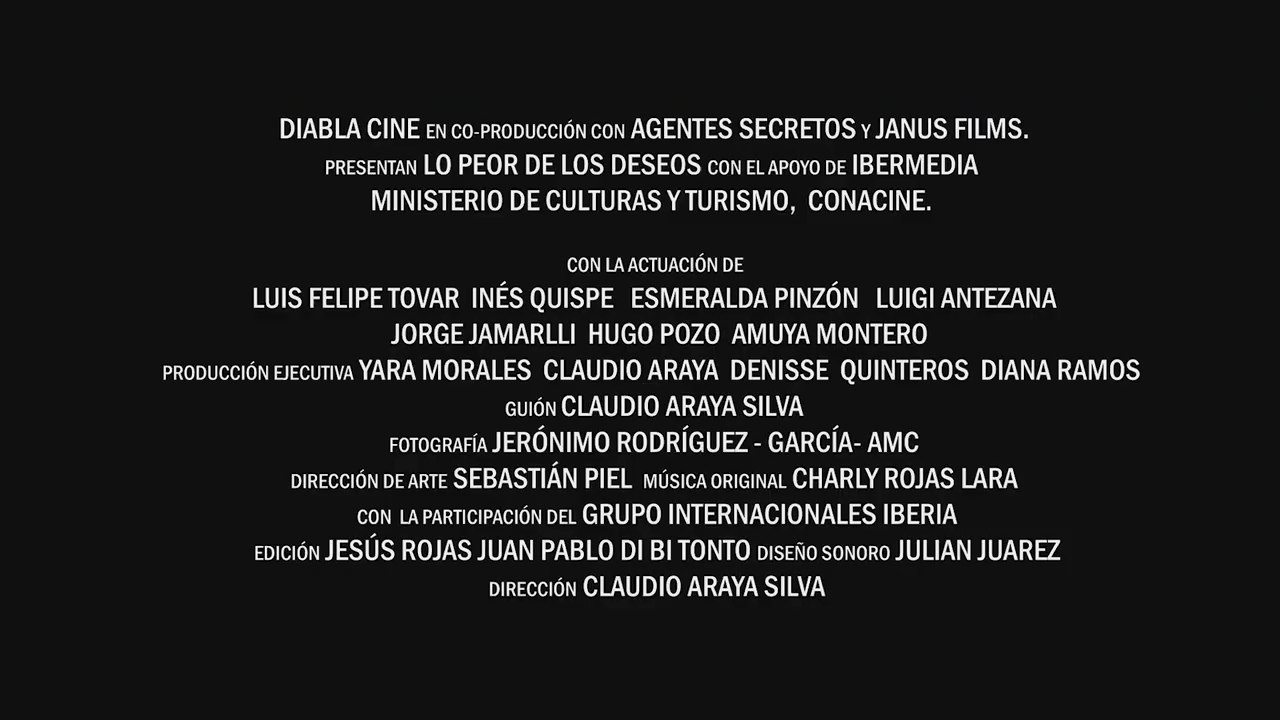 DIABLA CINE EN CO-PRODUCCIÓN CON AGENTES SECRETOS Y JANUS FILMS.
PRESENTAN LO PEOR DE LOS DESEOS CON EL APOYO DE IBERMEDIA
MINISTERIO DE CULTURAS Y TURISMO, CONACINE.
CON LA ACTUACIÓN DE
LUIS FELIPE TOVAR INÉS QUISPE ESMERALDA PINZÓN LUIGI ANTEZANA
JORGE JAMARLLI HUGO POZO AMUYA MONTERO
PRODUCCIÓN EJECUTIVA YARA MORALES CLAUDIO ARAYA DENISSE QUINTEROS DIANA RAMOS
GUIÓN CLAUDIO ARAYA SILVA
FOTOGRAFÍA JERÓNIMO RODRÍGUEZ - GARCÍA- AMC
DIRECCIÓN DE ARTE SEBASTIÁN PIEL MÚSICA ORIGINAL CHARLY ROJAS LARA
CON LA PARTICIPACIÓN DEL GRUPO INTERNACIONALES IBERIA
EDICIÓN JESÚS ROJAS JUAN PABLO DI BI TONTO DISEÑO SONORO JULIAN JUAREZ
DIRECCIÓN CLAUDIO ARAYA SILVA